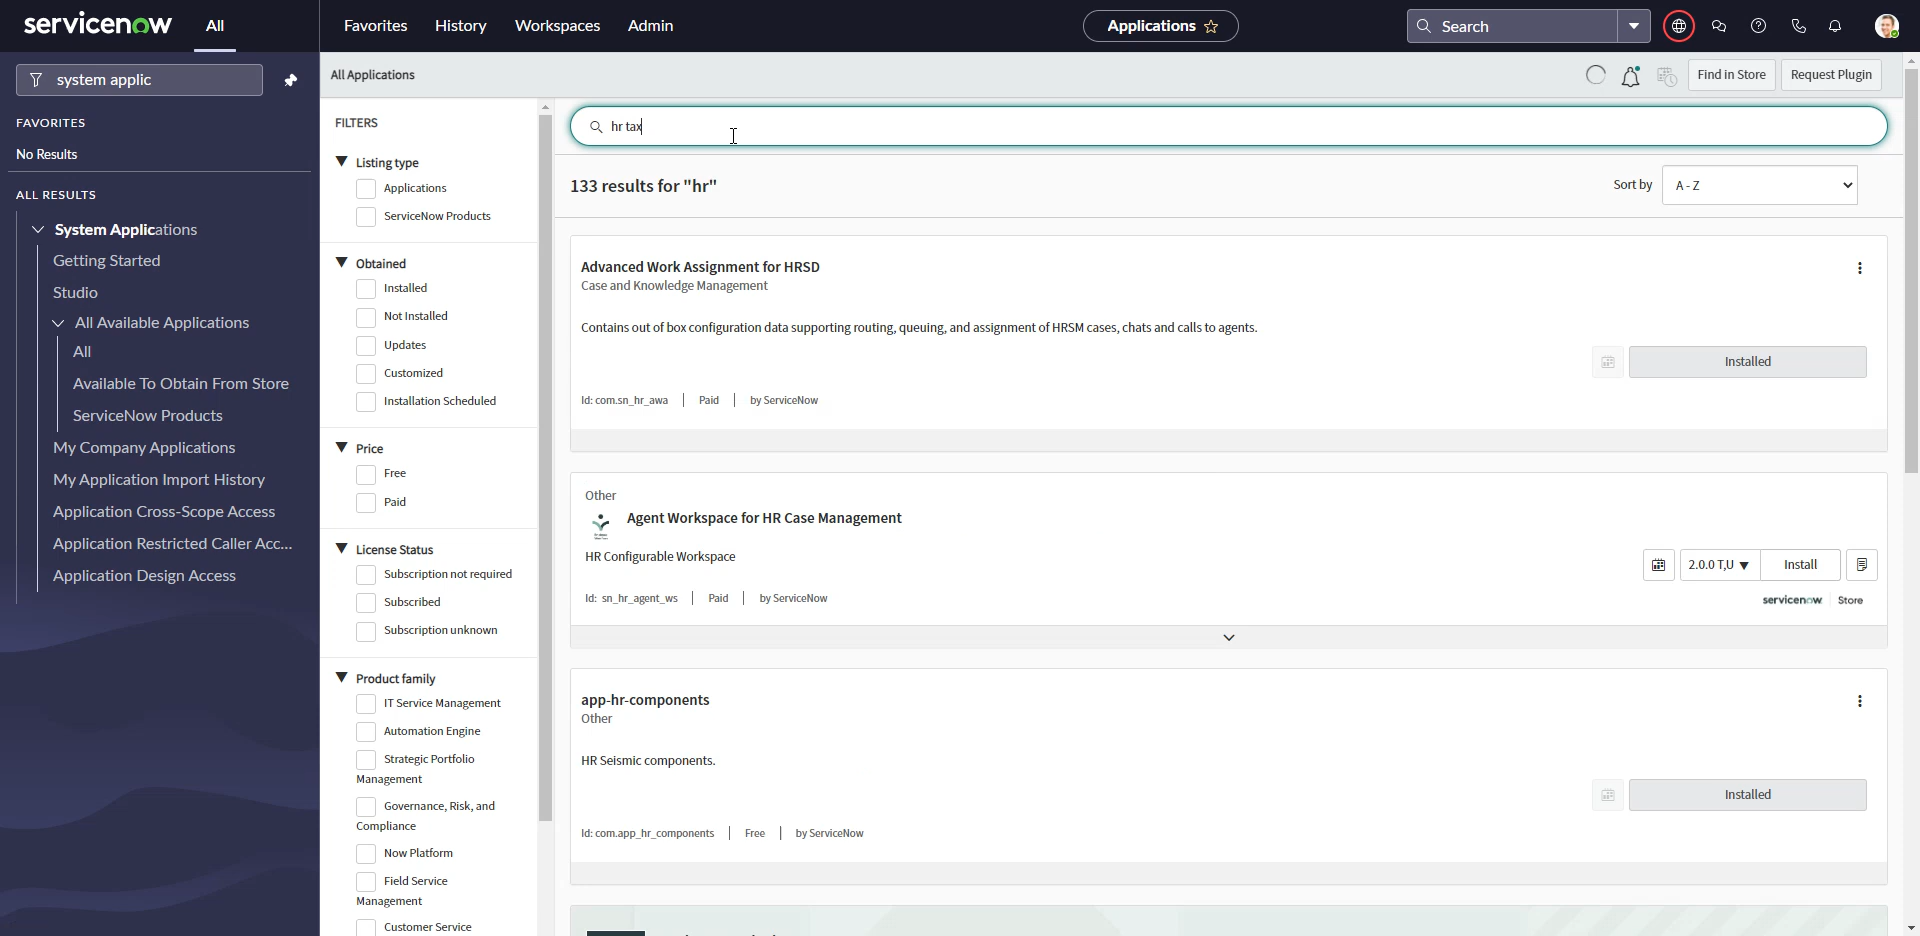 servicenow
All
Favorites
History
Workspaces
Admin
Applications
Search
system applic
FAVORITES
No Results
ALL RESULTS
System Applications
Getting Started
Studio
All Available Applications
All
Available To Obtain From Store
ServiceNow Products
My Company Applications
My Application Import History
Application Cross-Scope Access
Application Restricted Caller Acc...
Application Design Access
All Applications
Find in Store
Request Plugin
FILTERS
Listing type
Applications
ServiceNow Products
Obtained
Installed
Not Installed
Updates
Customized
Installation Scheduled
Price
Free
Paid
License Status
Subscription not required
Subscribed
Subscription unknown
Product family
IT Service Management
Automation Engine
Strategic Portfolio
Management
Governance, Risk, and
Compliance
Now Platform
Field Service
Management
Customer Service
hr tax
133 results for "hr"
Sort by
A - Z
Advanced Work Assignment for HRSD
Case and Knowledge Management
Contains out of box configuration data supporting routing, queuing, and assignment of HRSM cases, chats and calls to agents.
Installed
Id: com.sn_hr_awa | Paid | by ServiceNow
Other
Agent Workspace for HR Case Management
HR Configurable Workspace
2.0.0 T,U
Install
Id: sn_hr_agent_ws | Paid | by ServiceNow
servicenow Store
app-hr-components
Other
HR Seismic components.
Installed
Id: com.app_hr_components | Free | by ServiceNow